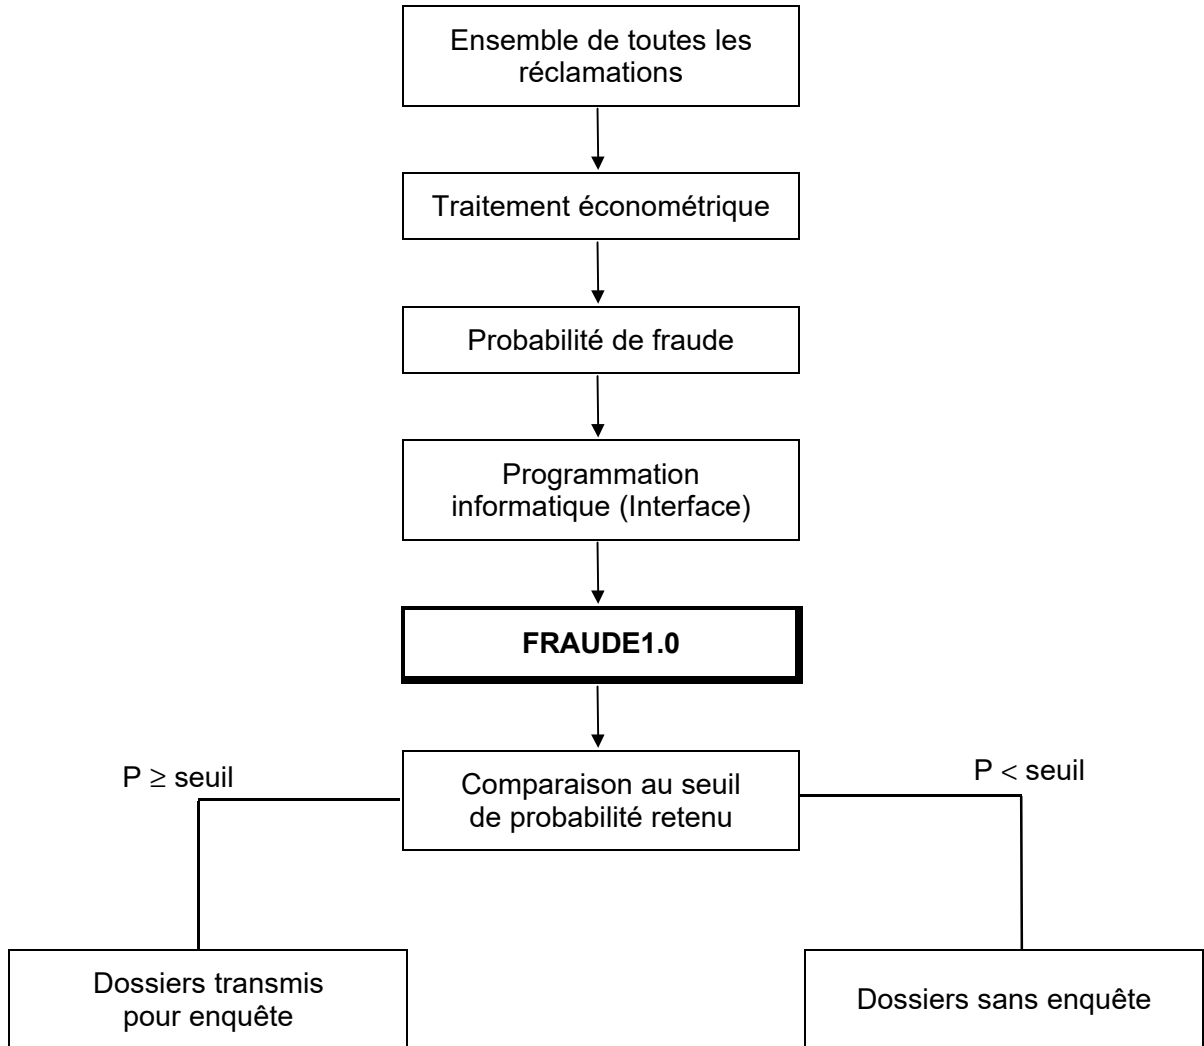 Ensemble de toutes les
réclamations
Traitement économétrique
Probabilité de fraude
Programmation
informatique (Interface)
FRAUDE1.0
P ≥ seuil
Comparaison au seuil
de probabilité retenu
P < seuil
Dossiers transmis
pour enquête
Dossiers sans enquête